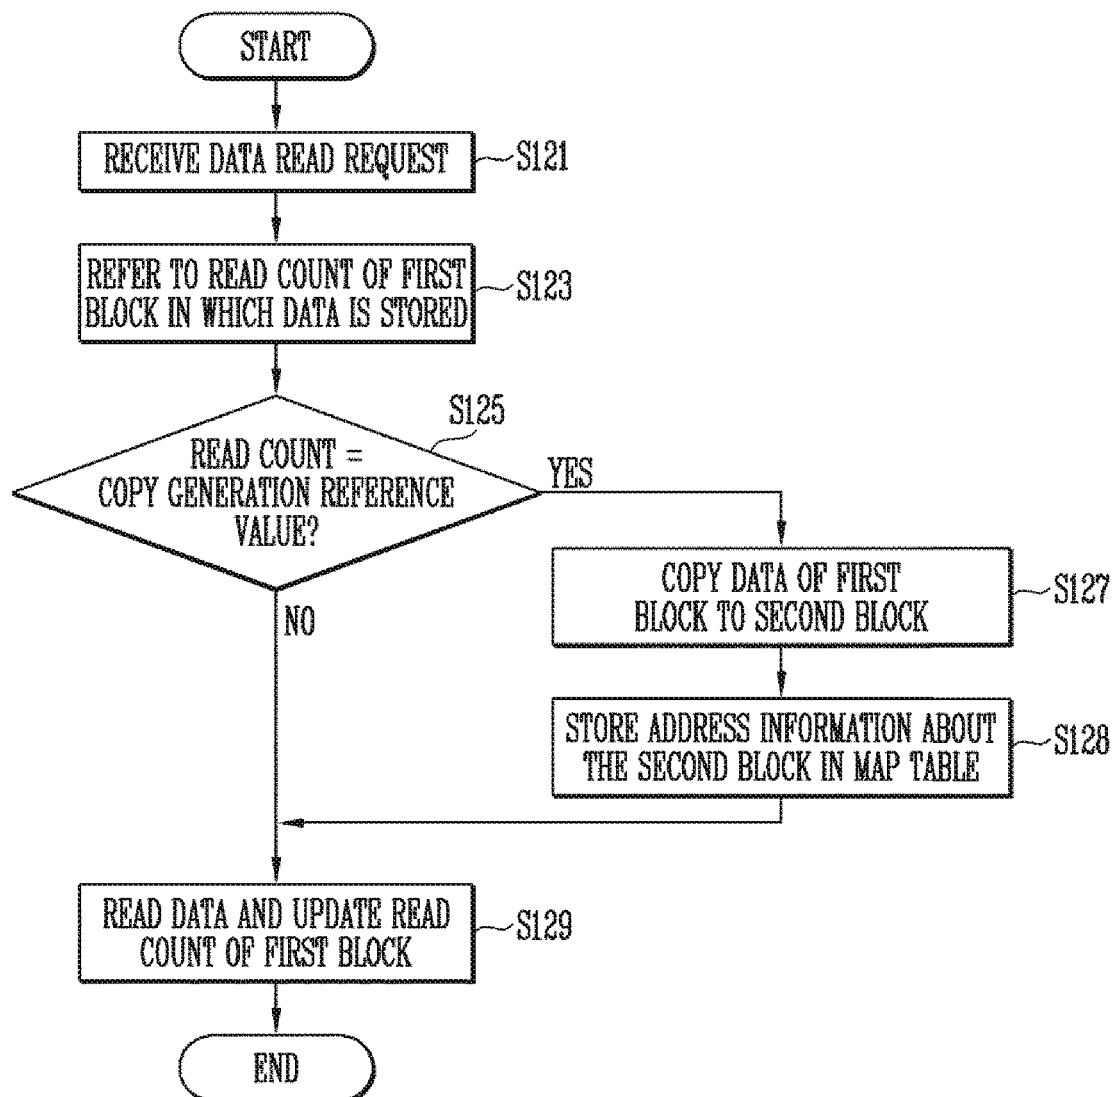 START
RECEIVE DATA READ REQUEST
S121
REFER TO READ COUNT OF FIRST
BLOCK IN WHICH DATA IS STORED
S123
S125
READ COUNT =
COPY GENERATION REFERENCE
VALUE?
YES
NO
COPY DATA OF FIRST
BLOCK TO SECOND BLOCK
S127
STORE ADDRESS INFORMATION ABOUT
THE SECOND BLOCK IN MAP TABLE
S128
READ DATA AND UPDATE READ
COUNT OF FIRST BLOCK
S129
END